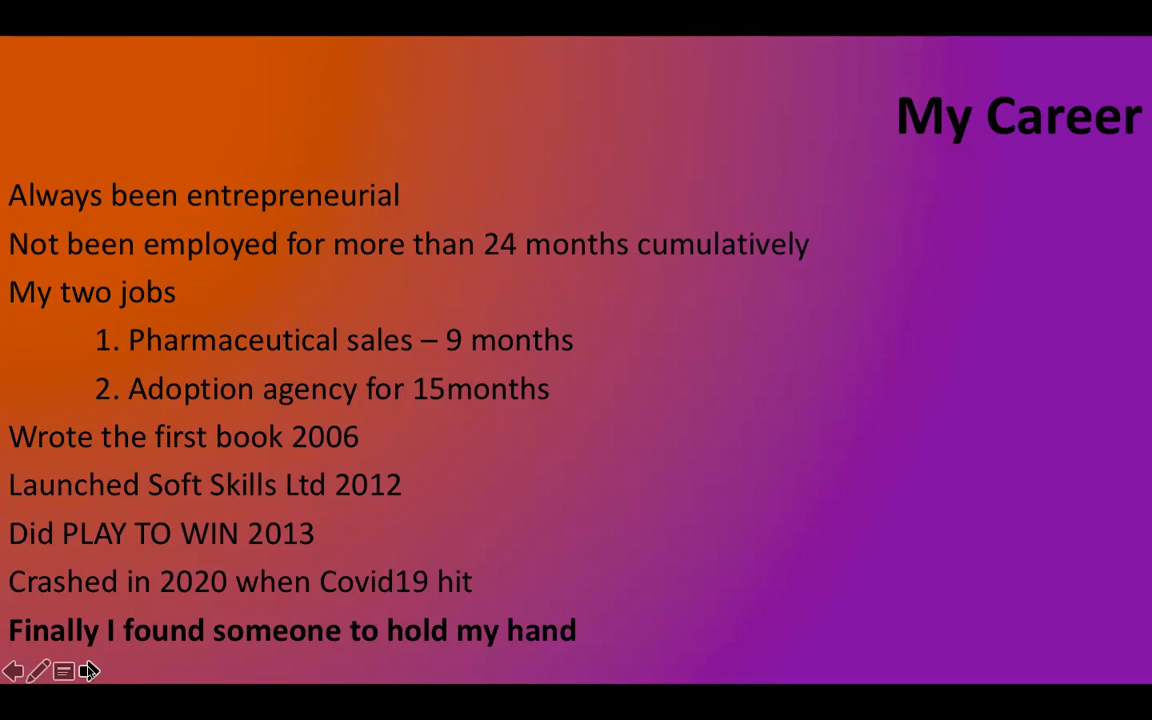 My Career
Always been entrepreneurial
Not been employed for more than 24 months cumulatively
My two jobs
1. Pharmaceutical sales – 9 months
2. Adoption agency for 15months
Wrote the first book 2006
Launched Soft Skills Ltd 2012
Did PLAY TO WIN 2013
Crashed in 2020 when Covid19 hit
Finally I found someone to hold my hand